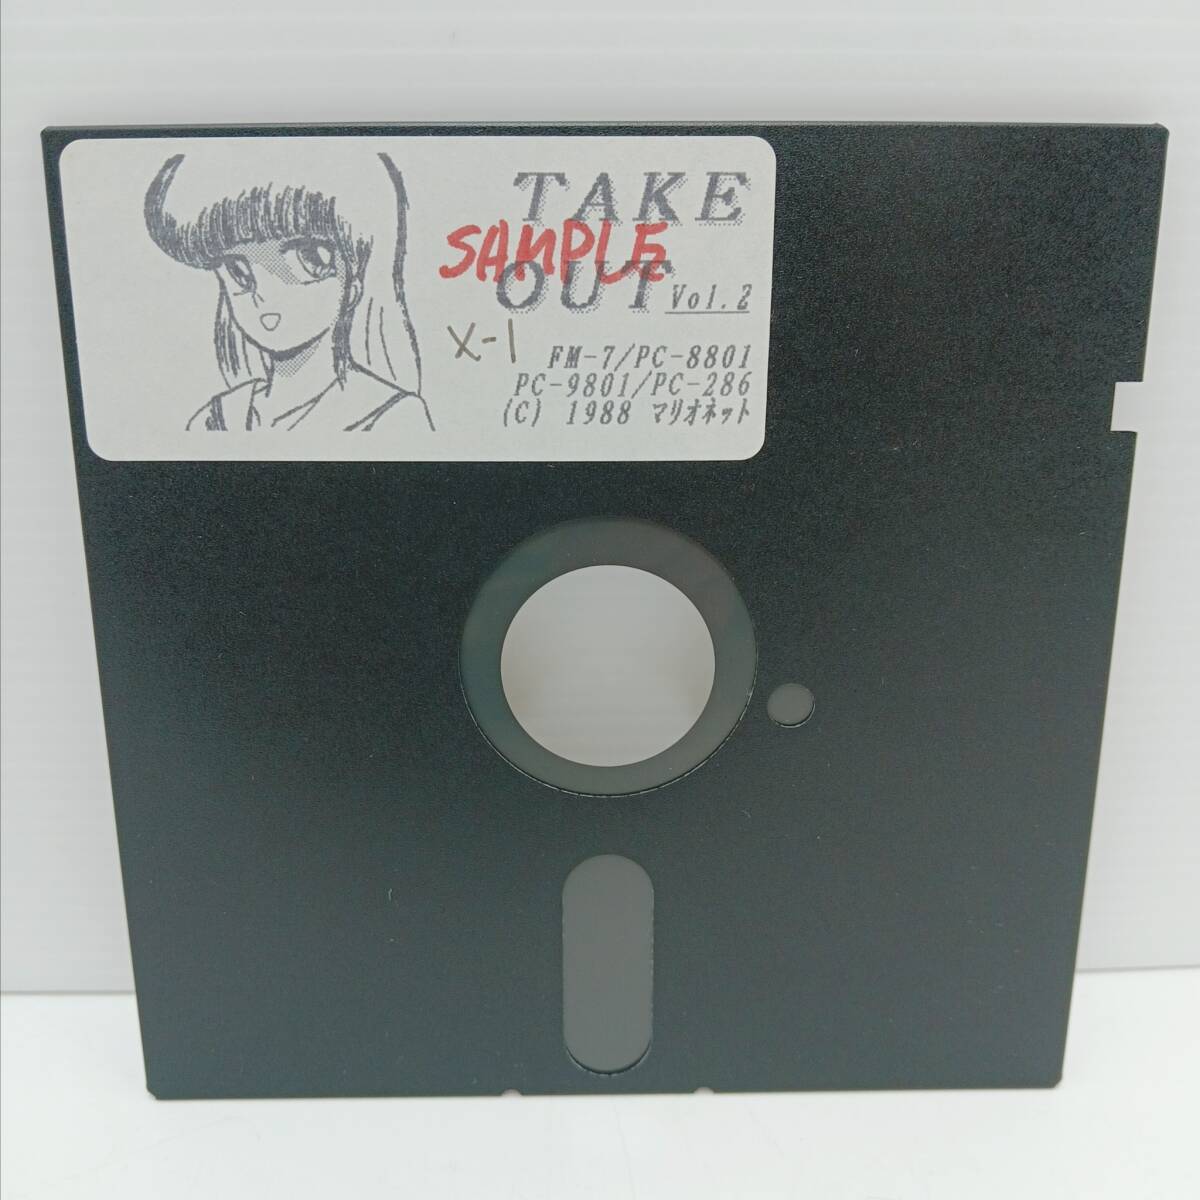 TAKE
SAMPLE
OUT Vol.2
X-1
FM-7/PC-8801
PC-9801/PC-286
(C) 1988 マリオネット